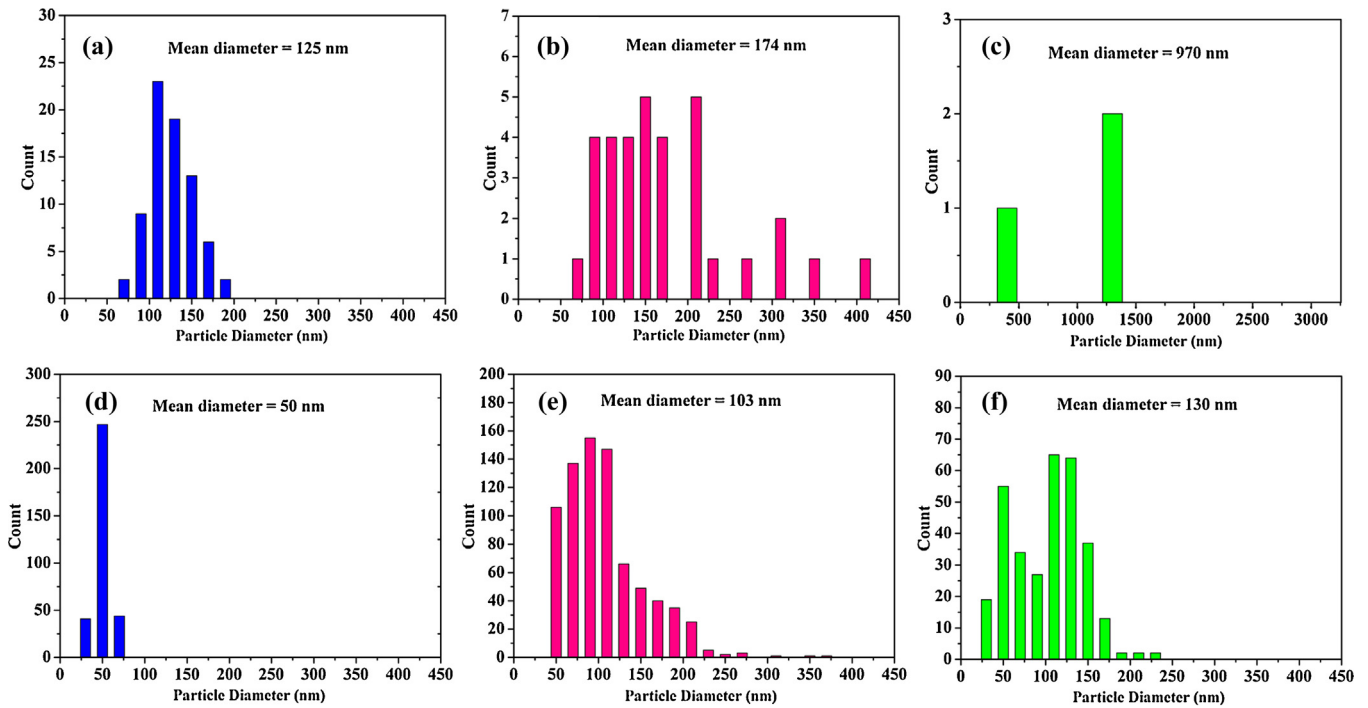 (a)
Mean diameter = 125 nm
30
25
20
15
10
5
0
Count
0 50 100 150 200 250 300 350 400 450
Particle Diameter (nm)
(b)
Mean diameter = 174 nm
7
6
5
4
3
2
1
0
Count
0 50 100 150 200 250 300 350 400 450
Particle Diameter (nm)
(c)
Mean diameter = 970 nm
3
2
1
0
Count
0 500 1000 1500 2000 2500 3000
Particle Diameter (nm)
(d)
Mean diameter = 50 nm
300
250
200
150
100
50
0
Count
0 50 100 150 200 250 300 350 400 450
Particle Diameter (nm)
(e)
Mean diameter = 103 nm
200
180
160
140
120
100
80
60
40
20
0
Count
0 50 100 150 200 250 300 350 400 450
Particle Diameter (nm)
(f)
Mean diameter = 130 nm
90
80
70
60
50
40
30
20
10
0
Count
0 50 100 150 200 250 300 350 400 450
Particle Diameter (nm)